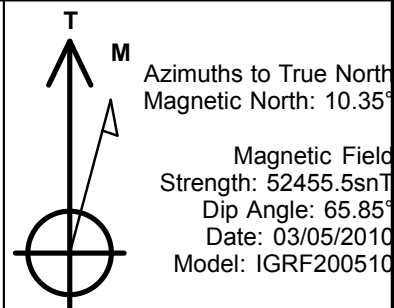 T
M
Azimuths to True North
Magnetic North: 10.35°
Magnetic Field
Strength: 52455.5snT
Dip Angle: 65.85°
Date: 03/05/2010
Model: IGRF200510